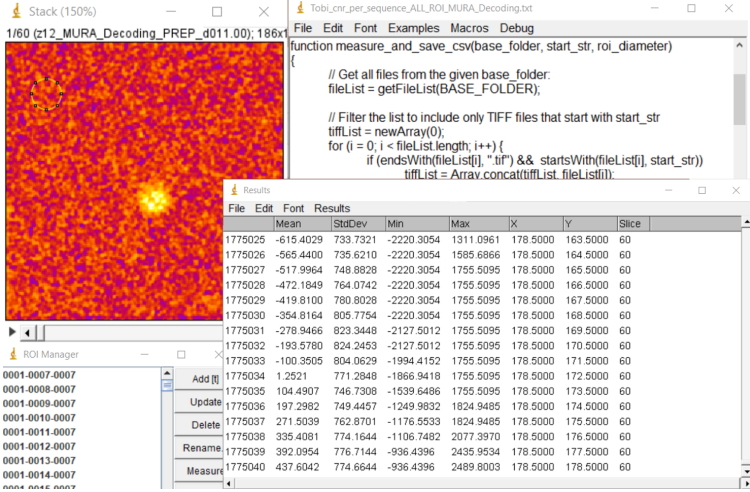 Stack (150%)
1/60 (z12_MURA_Decoding_PREP_d011.00); 186x1
Tobi_cnr_per_sequence_ALL_ROI_MURA_Decoding.txt
File Edit Font Examples Macros Debug
function measure_and_save_csv(base_folder, start_str, roi_diameter)
{
// Get all files from the given base_folder:
fileList = getFileList(BASE_FOLDER);
// Filter the list to include only TIFF files that start with start_str
tiffList = newArray(0);
for (i = 0; i < fileList.length; i++) {
if (endsWith(fileList[i], ".tif") && startsWith(fileList[i], start_str))
tiffList = Array.concat(tiffList, fileList[i]);
Results
File Edit Font Results
Mean StdDev Min Max X Y Slice
1775025 -615.4029 733.7321 -2220.3054 1311.0961 178.5000 163.5000 60
1775026 -565.4400 735.6210 -2220.3054 1585.6866 178.5000 164.5000 60
1775027 -517.9964 748.8828 -2220.3054 1755.5095 178.5000 165.5000 60
1775028 -472.1849 764.0742 -2220.3054 1755.5095 178.5000 166.5000 60
1775029 -419.8100 780.8028 -2220.3054 1755.5095 178.5000 167.5000 60
1775030 -354.8164 805.7754 -2220.3054 1755.5095 178.5000 168.5000 60
1775031 -278.9466 823.3448 -2127.5012 1755.5095 178.5000 169.5000 60
1775032 -193.5780 824.2453 -2127.5012 1755.5095 178.5000 170.5000 60
1775033 -100.3505 804.0629 -1994.4152 1755.5095 178.5000 171.5000 60
1775034 1.2521 771.2848 -1866.9418 1755.5095 178.5000 172.5000 60
1775035 104.4907 746.7308 -1539.6486 1755.5095 178.5000 173.5000 60
1775036 197.2982 749.4457 -1249.9832 1824.9485 178.5000 174.5000 60
1775037 271.5039 762.8701 -1176.5533 1824.9485 178.5000 175.5000 60
1775038 335.4081 774.1644 -1106.7482 2077.3970 178.5000 176.5000 60
1775039 392.0954 776.7144 -936.4396 2435.9534 178.5000 177.5000 60
1775040 437.6042 774.6644 -936.4396 2489.8003 178.5000 178.5000 60
ROI Manager
0001-0007-0007
0001-0008-0007
0001-0009-0007
0001-0010-0007
0001-0011-0007
0001-0012-0007
0001-0013-0007
0001-0014-0007
0001-0015-0007
Add [t]
Update
Delete
Rename.
Measure